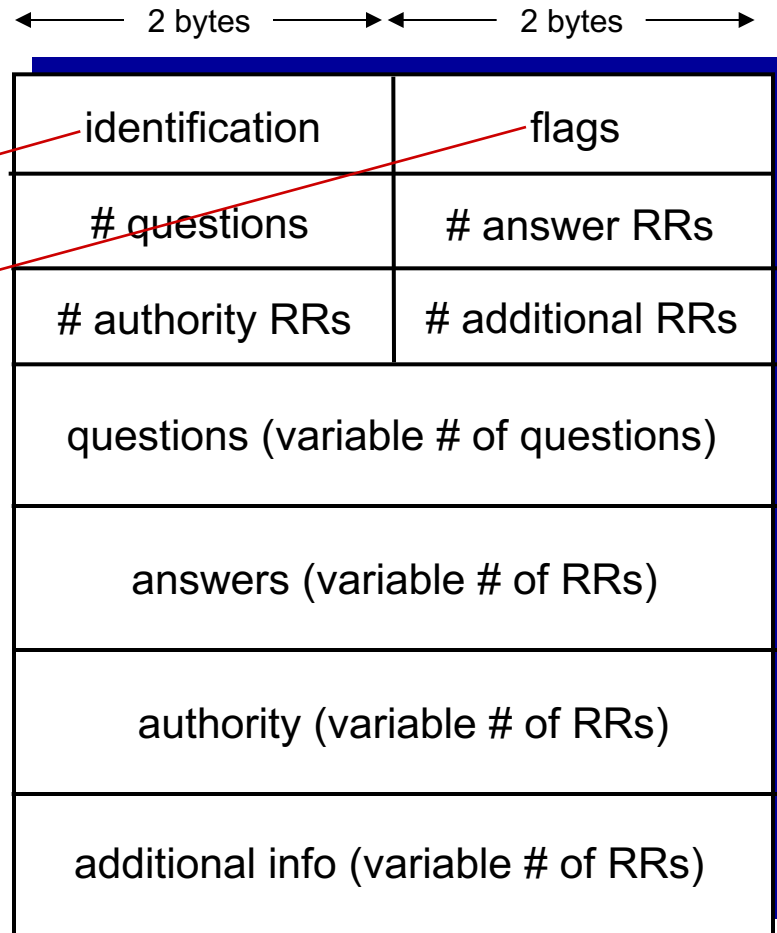 2 bytes 2 bytes
identification flags
# questions # answer RRs
# authority RRs # additional RRs
questions (variable # of questions)
answers (variable # of RRs)
authority (variable # of RRs)
additional info (variable # of RRs)